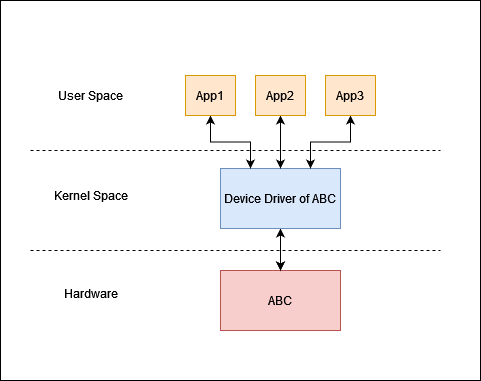 User Space
App1
App2
App3
Kernel Space
Device Driver of ABC
Hardware
ABC